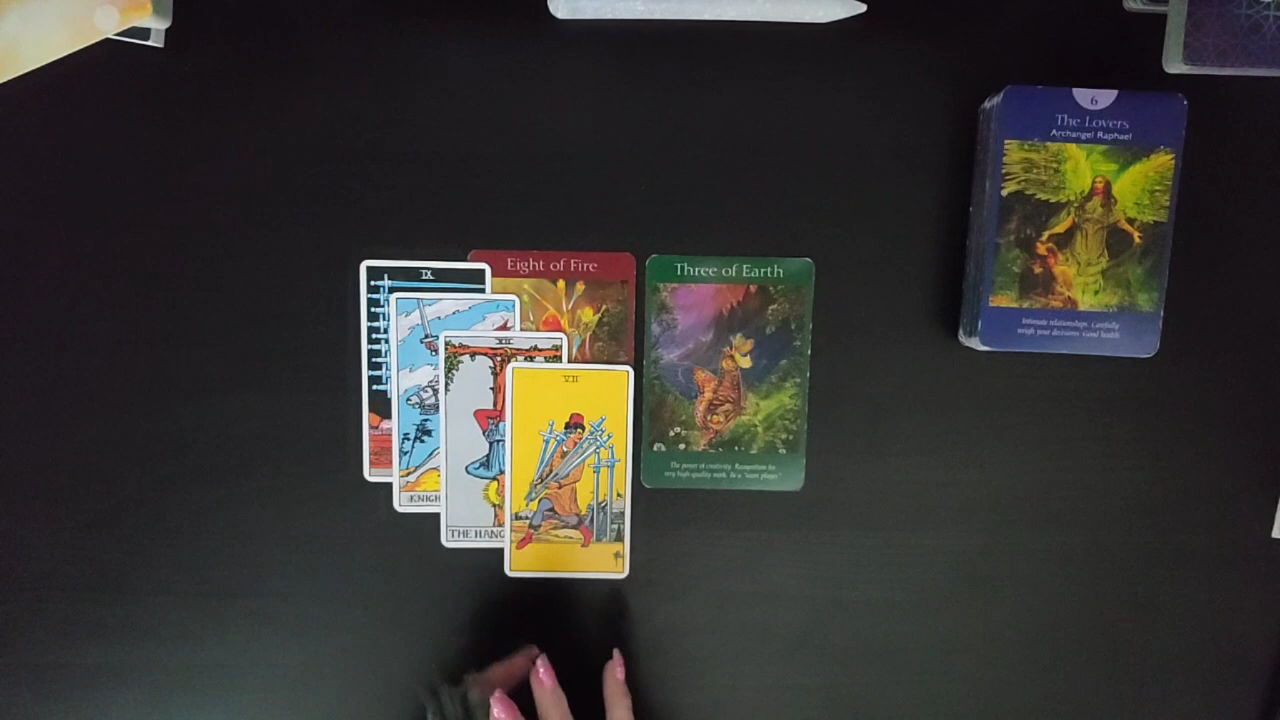 6
The Lovers
Archangel Raphael
Intimate relationships. Carefully
weigh your decisions. Good health
Eight of Fire
Three of Earth
The power of creativity. Recognition for
very high-quality work. Be a "team player."
IX
KNIGH
XII
THE HANG
VII